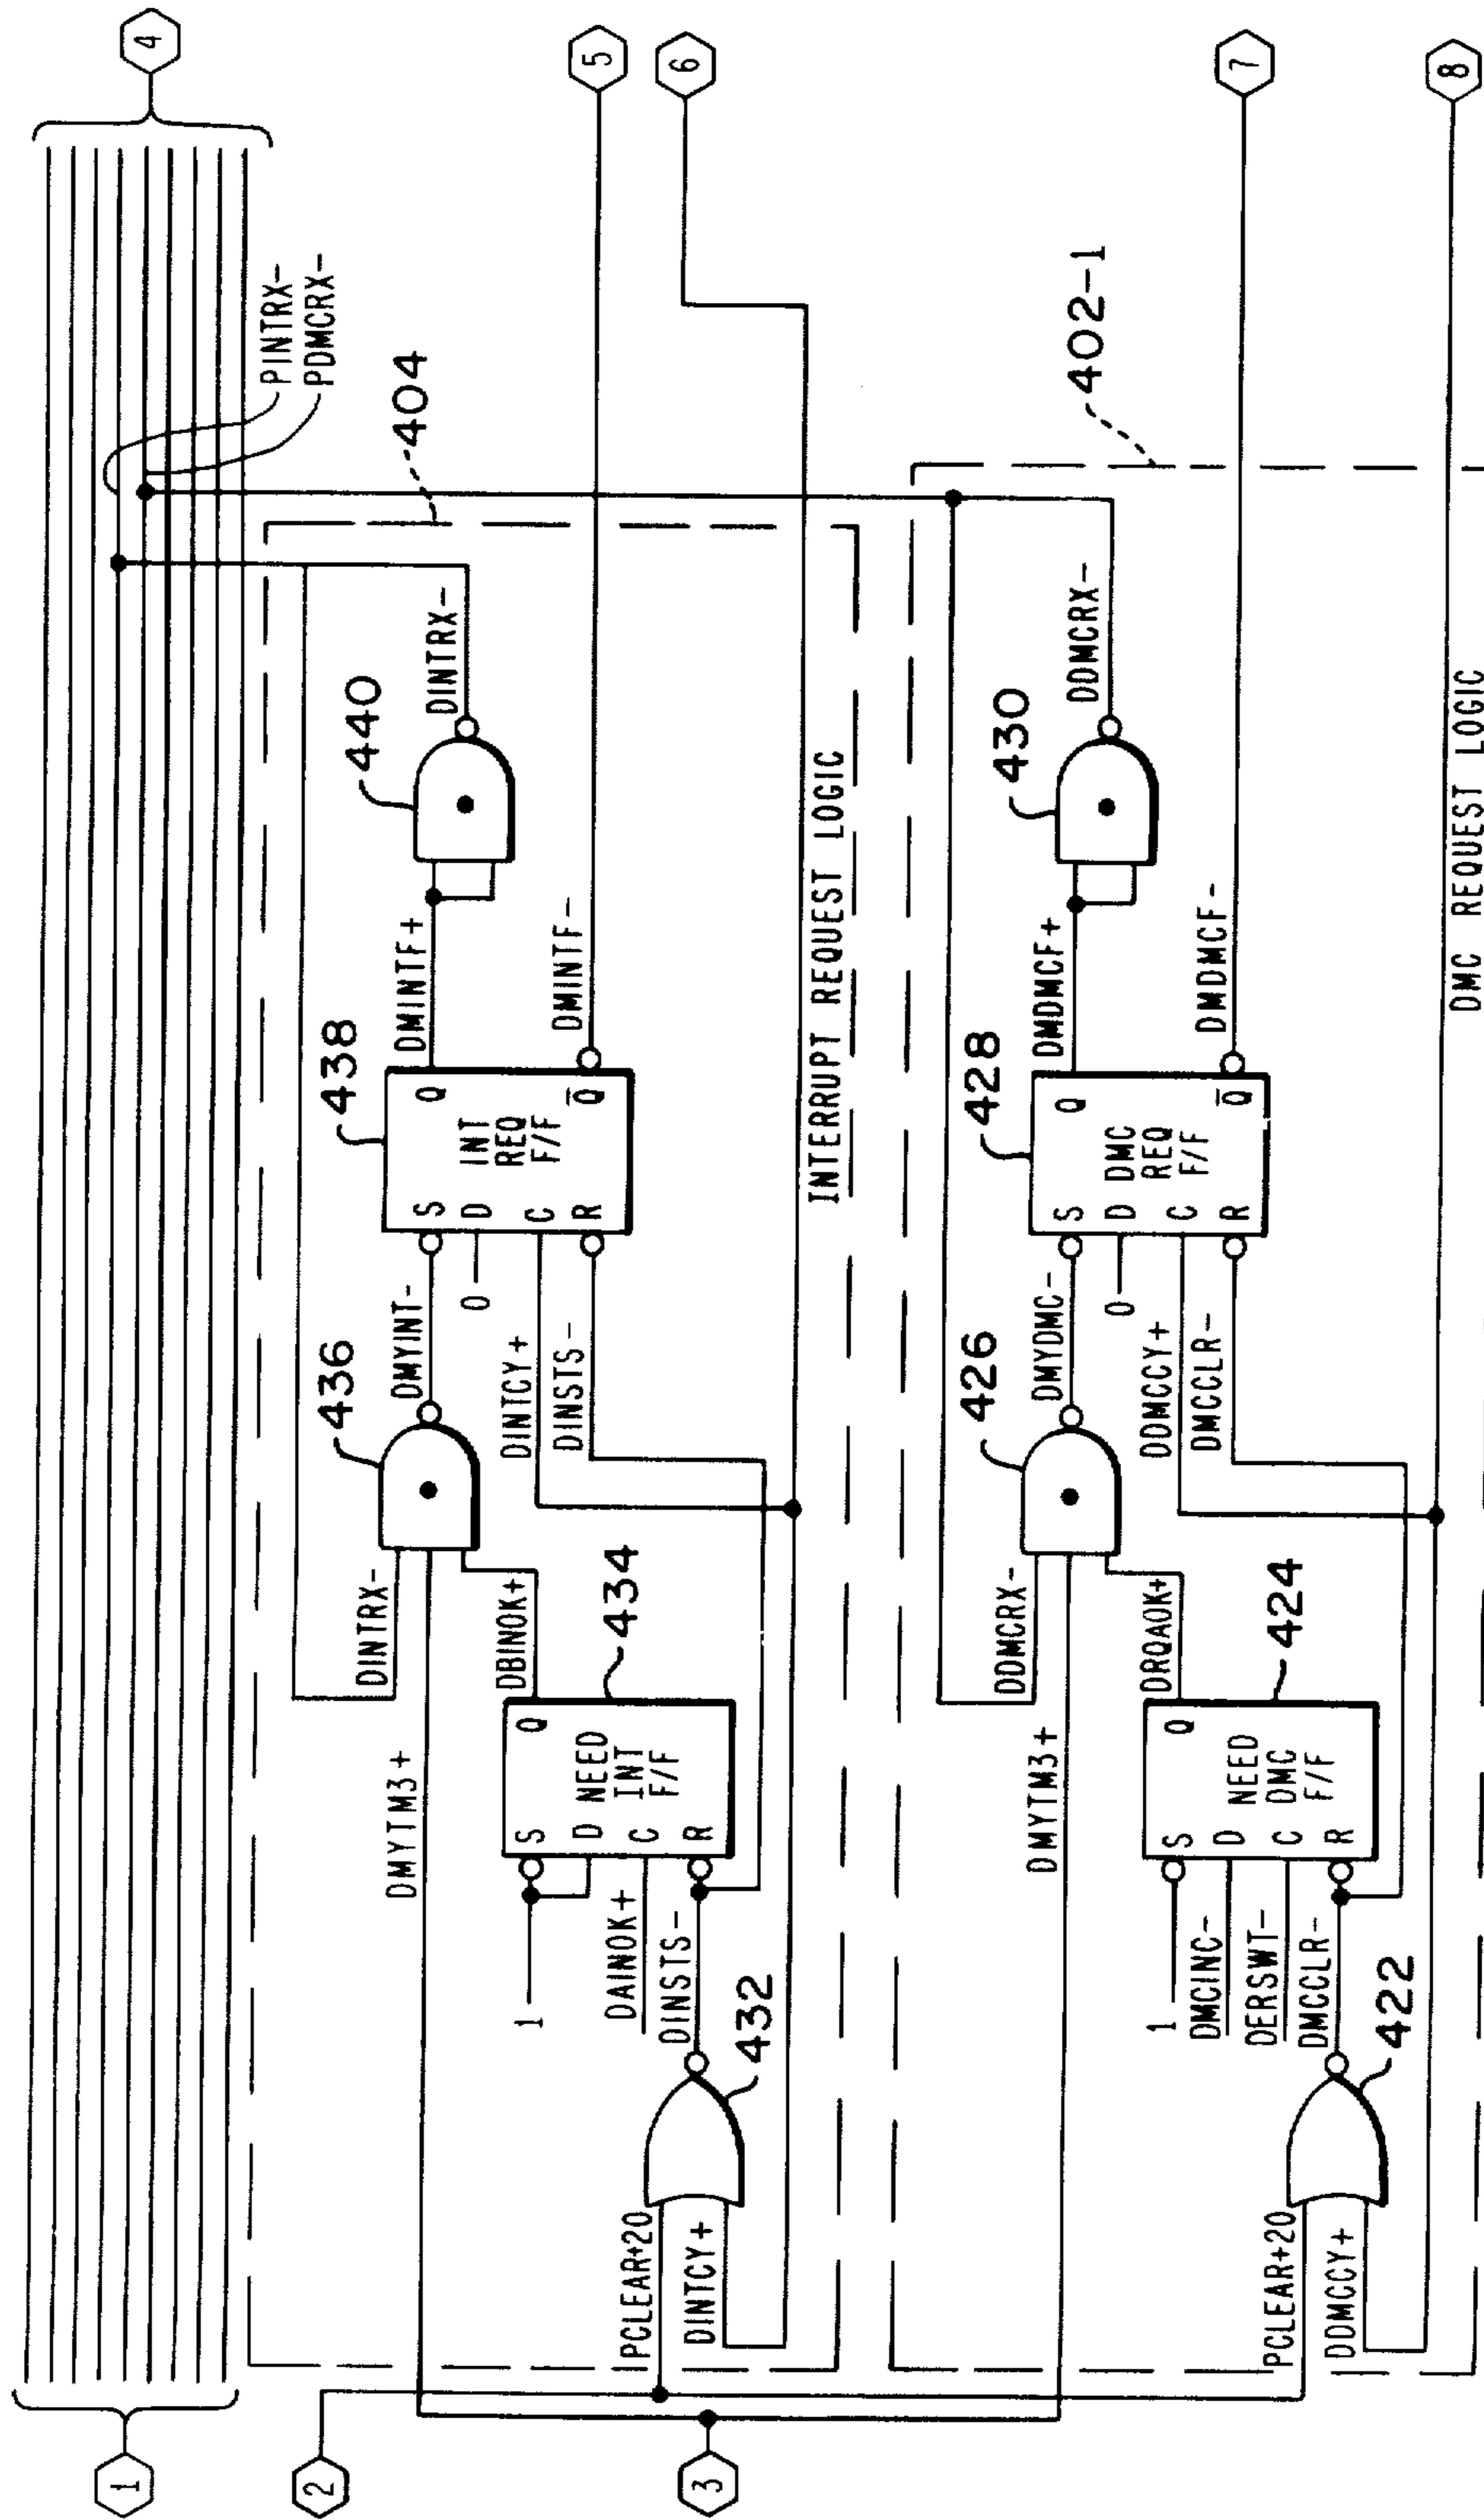 1
4
PINTRX-
PDMCRX-
404
2
3
5
6
DMYTM3+
DINTRX-
436
DMYINT-
438
DMINTF+
440
DINTRX-
S
Q
D
INT
REQ
F/F
C
R
Q
0
DINTCY+
DINSTS-
DMINTF-
DBINOK+
434
S
Q
D
NEED
INT
F/F
C
R
1
DAINOK+
DINSTS-
432
PCLEAR+20
DINTCY+
INTERRUPT REQUEST LOGIC
402-1
7
8
DMYTM3+
DDMCRX-
426
DMYDMC-
428
DMDMCF+
430
DDMCRX-
S
Q
D
DMC
REQ
F/F
C
R
Q
0
DDMCCY+
DMCCLR-
DMDMCF-
DRQAOK+
424
S
Q
D
NEED
DMC
F/F
C
R
1
DMCINC-
DERSWT-
DMCCLR-
422
PCLEAR+20
DDMCCY+
DMC REQUEST LOGIC